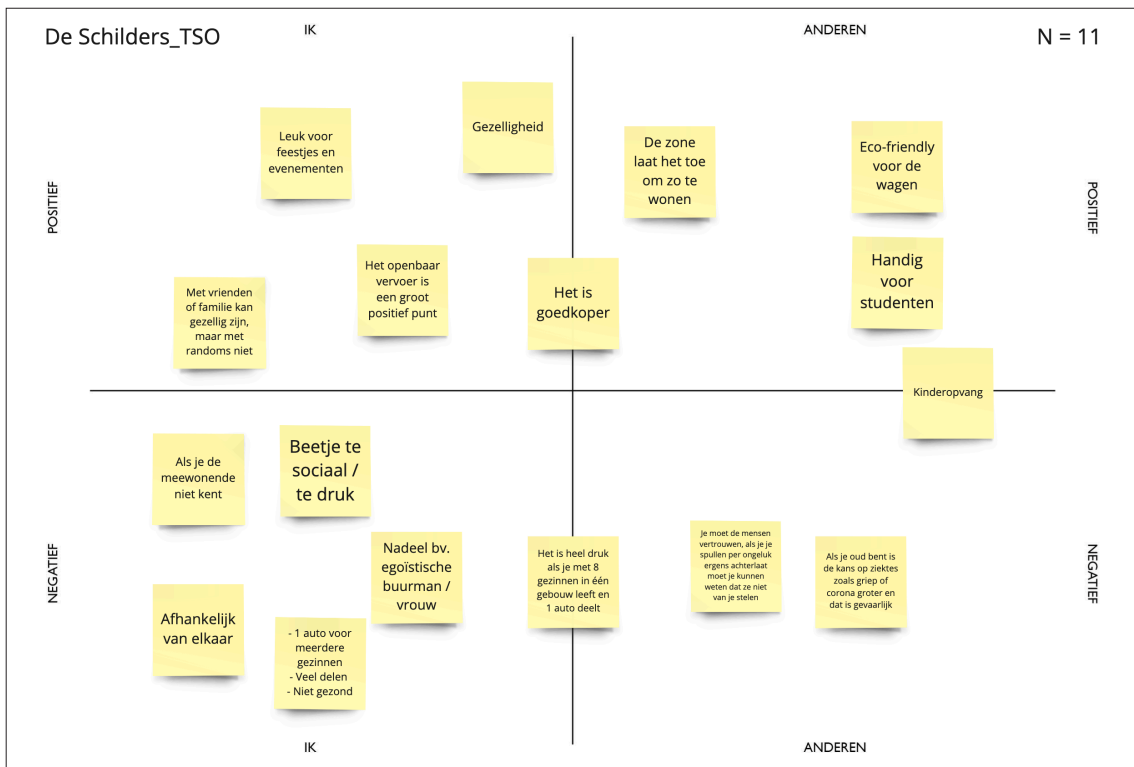 De Schilders_TSO
IK
ANDEREN
N = 11
POSITIEF
Leuk voor
feestjes en
evenementen
Gezelligheid
De zone
laat het toe
om zo te
wonen
Eco-friendly
voor de
wagen
POSITIEF
Met vrienden
of familie kan
gezellig zijn,
maar met
randoms niet
Het openbaar
vervoer is
een groot
positief punt
Het is
goedkoper
Handig
voor
studenten
Kinderopvang
NEGATIEF
Als je de
meewonende
niet kent
Beetje te
sociaal /
te druk
Nadeel bv.
egoïstische
buurman /
vrouw
Het is heel druk
als je met 8
gezinnen in één
gebouw leeft en
1 auto deelt
Je moet de mensen
vertrouwen, als je je
spullen per ongeluk
ergens achterlaat
moet je kunnen
weten dat ze niet
van je stelen
Als je oud bent is
de kans op ziektes
zoals griep of
corona groter en
dat is gevaarlijk
NEGATIEF
Afhankelijk
van elkaar
- 1 auto voor
meerdere
gezinnen
- Veel delen
- Niet gezond
IK
ANDEREN